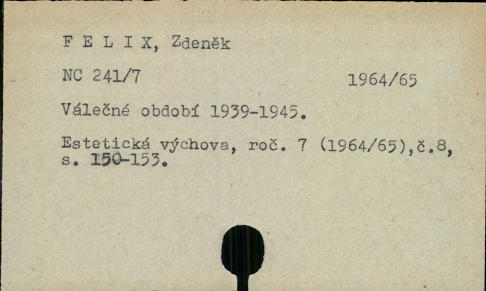 F E L I X, Zdeněk
NC 241/7 1964/65
Válečné období 1939-1945.
Estetická výchova, roč. 7 (1964/65),č.8,
s. 150-153.